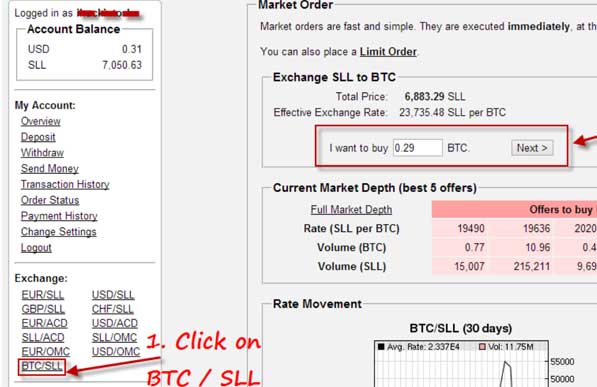 Logged in as
Account Balance
USD 0.31
SLL 7,050.63
My Account:
Overview
Deposit
Withdraw
Send Money
Transaction History
Order Status
Payment History
Change Settings
Logout
Exchange:
EUR/SLL USD/SLL
GBP/SLL CHF/SLL
EUR/ACD USD/ACD
SLL/ACD SLL/OMC
EUR/OMC USD/OMC
BTC/SLL
1. Click on
BTC / SLL
Market Order
Market orders are fast and simple. They are executed immediately, at th
You can also place a Limit Order.
Exchange SLL to BTC
Total Price: 6,883.29 SLL
Effective Exchange Rate: 23,735.48 SLL per BTC
I want to buy 0.29 BTC. Next >
Current Market Depth (best 5 offers)
Full Market Depth Offers to buy
Rate (SLL per BTC) 19490 19636 2020
Volume (BTC) 0.77 10.96 0.4
Volume (SLL) 15,007 215,211 9,69
Rate Movement
BTC/SLL (30 days)
Avg. Rate: 2.337E4 Vol: 11.75M
55000
50000